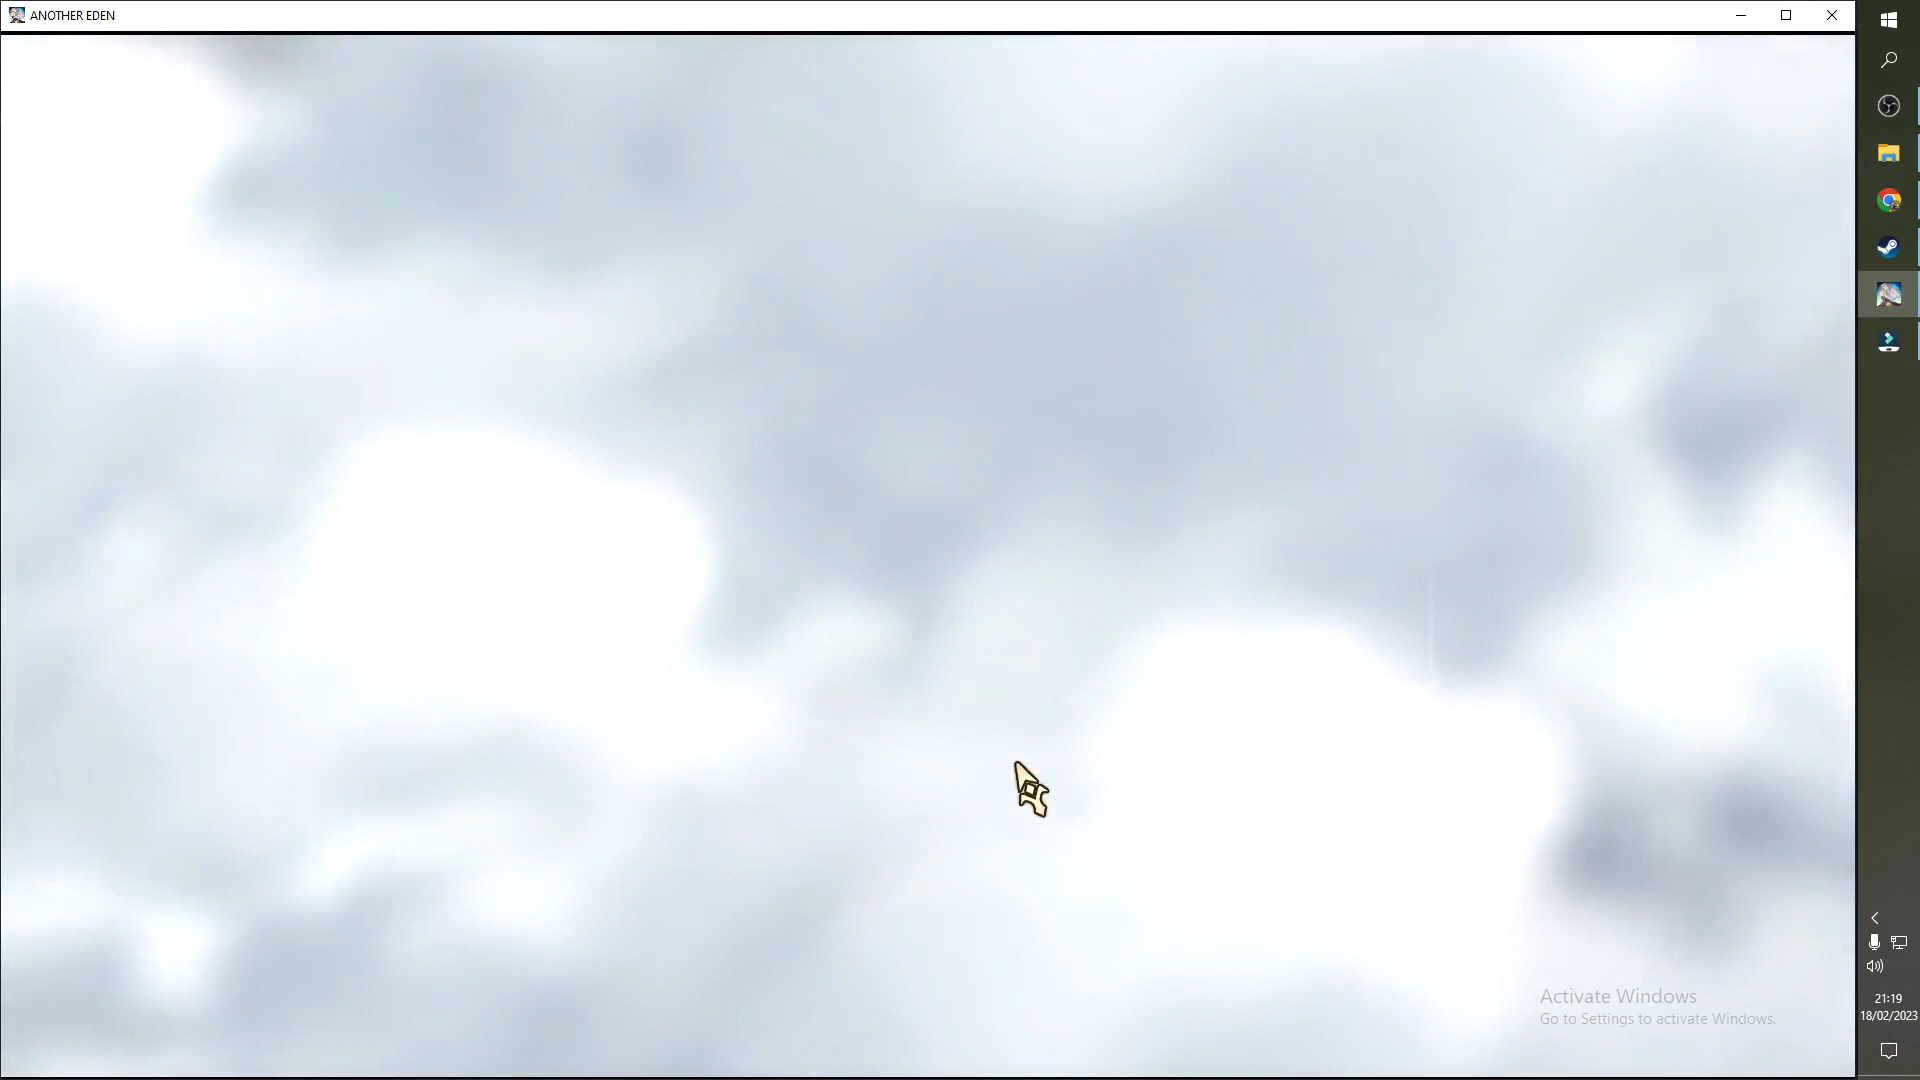 ANOTHER EDEN
Activate Windows
Go to Settings to activate Windows.
21:19
18/02/2023